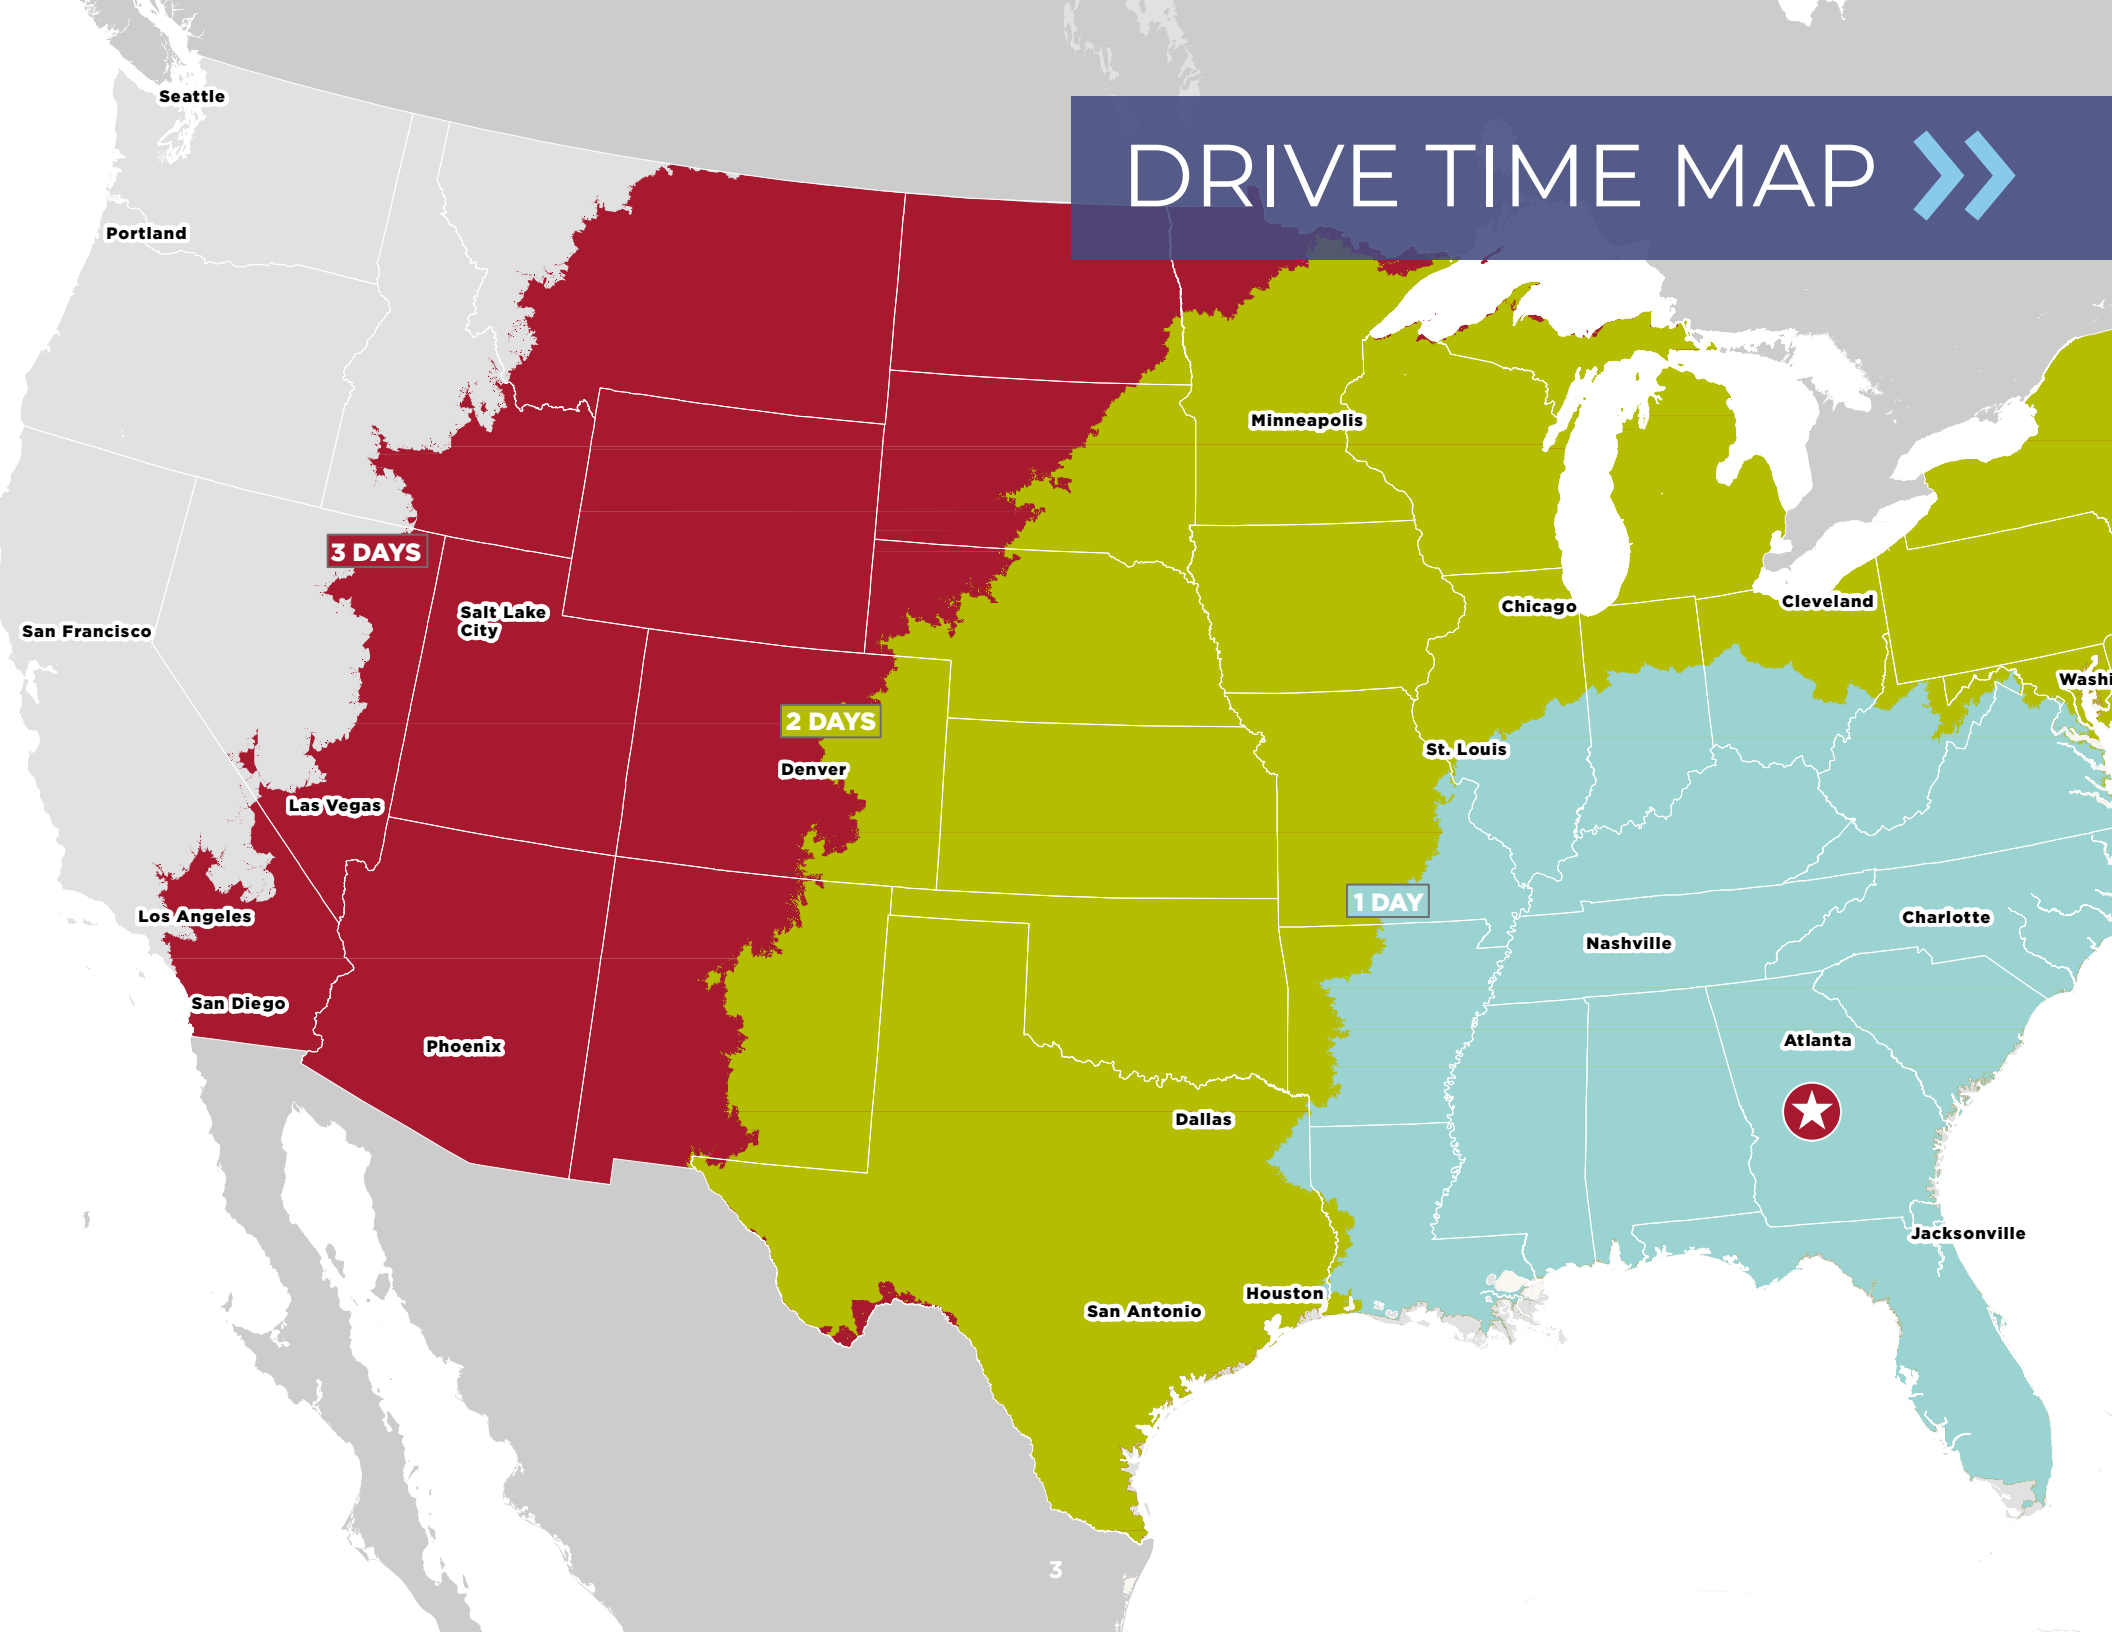 DRIVE TIME MAP
Seattle
Portland
Minneapolis
3 DAYS
Salt Lake
City
San Francisco
Chicago
Cleveland
Washi
2 DAYS
St. Louis
Denver
Las Vegas
1 DAY
Los Angeles
Charlotte
Nashville
San Diego
Phoenix
Atlanta
Dallas
Jacksonville
Houston
San Antonio
3